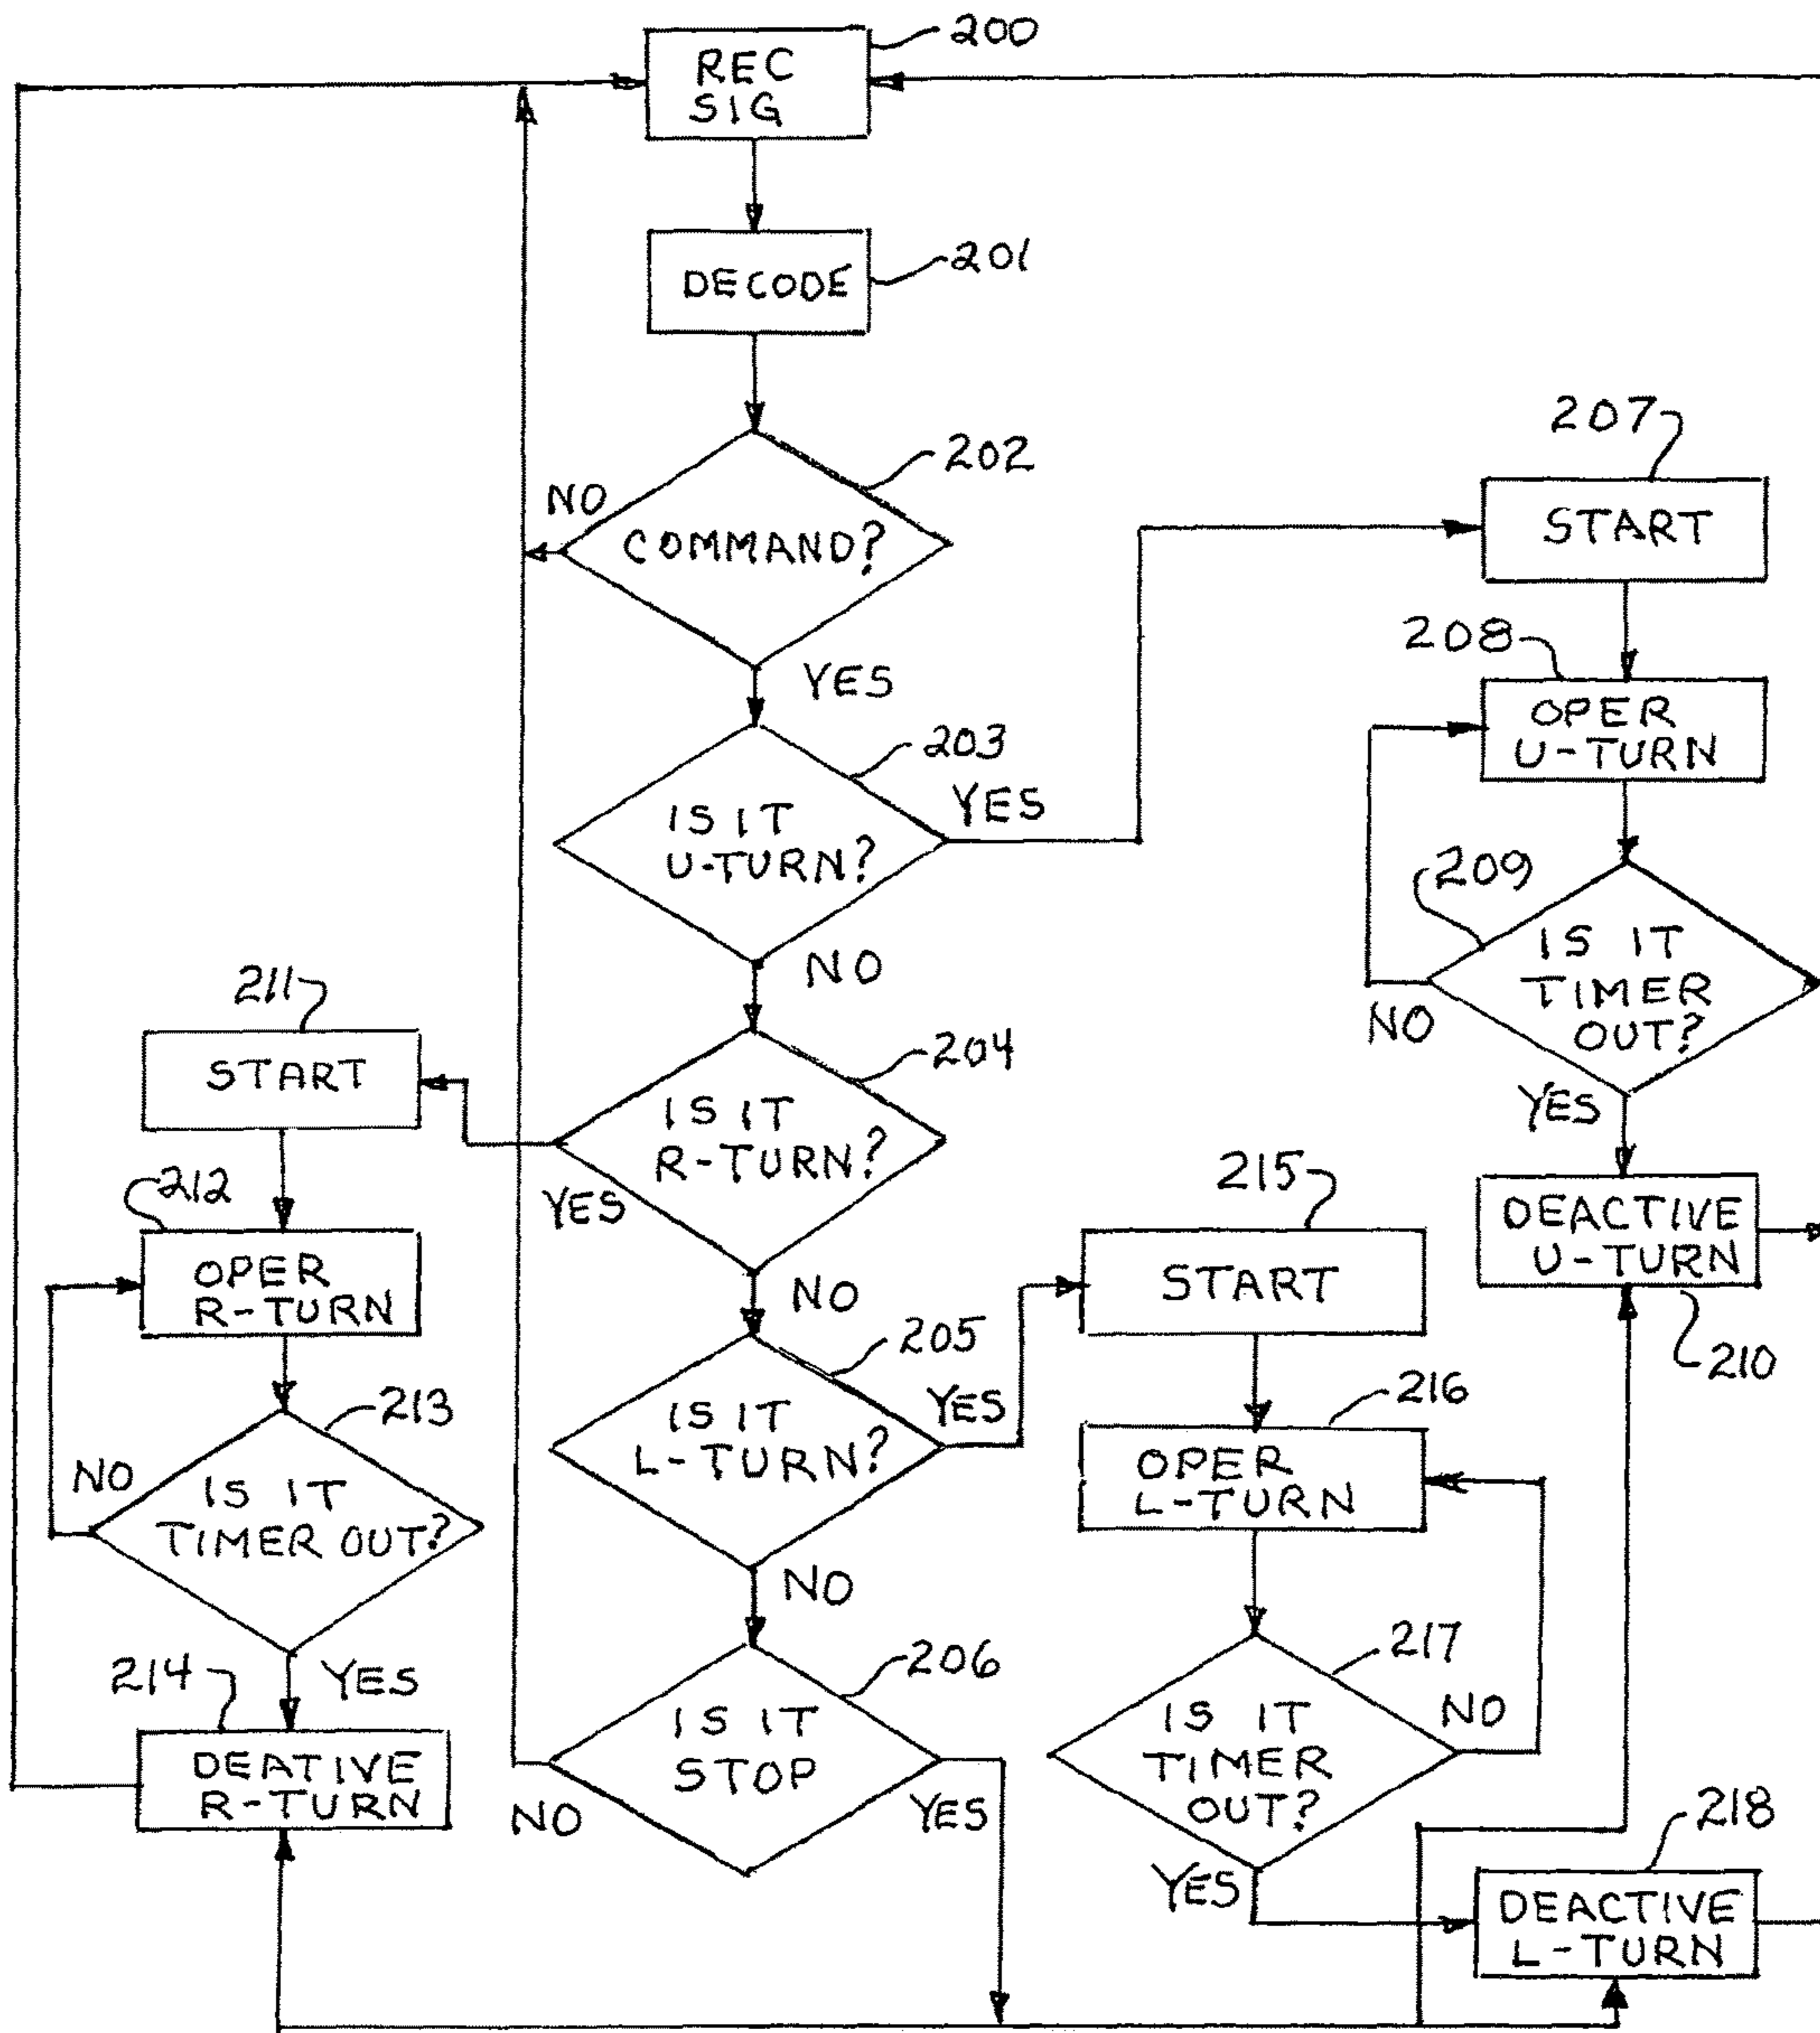 200
REC
SIG
201
DECODE
202
NO
COMMAND?
YES
203
IS IT
U-TURN?
YES
NO
207
START
208
OPER
U-TURN
209
IS IT
TIMER
OUT?
NO
YES
DEACTIVE
U-TURN
210
204
IS IT
R-TURN?
YES
NO
211
START
212
OPER
R-TURN
213
NO
IS IT
TIMER OUT?
YES
214
DEATIVE
R-TURN
205
IS IT
L-TURN?
YES
NO
215
START
216
OPER
L-TURN
217
IS IT
TIMER
OUT?
NO
YES
206
IS IT
STOP
NO
YES
218
DEACTIVE
L-TURN